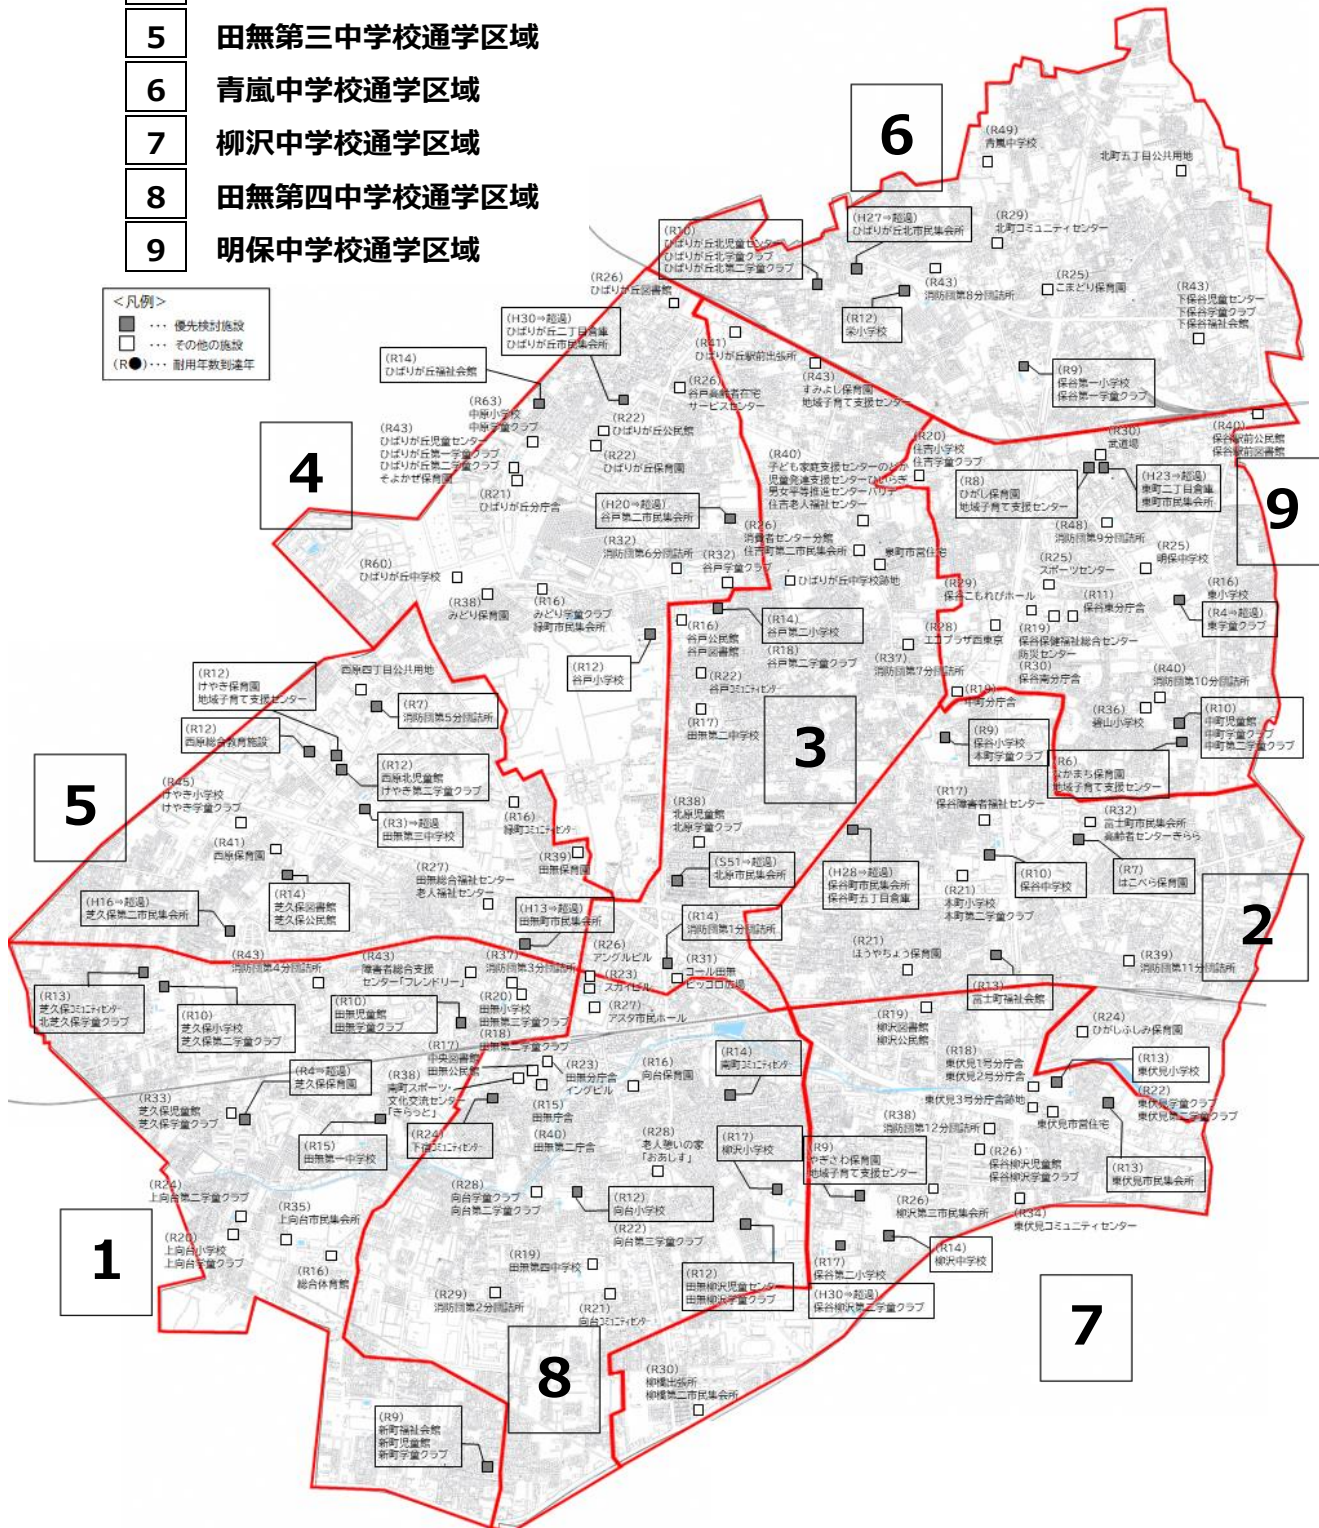 5 田無第三中学校通学区域
6 青嵐中学校通学区域
7 柳沢中学校通学区域
8 田無第四中学校通学区域
9 明保中学校通学区域
<凡例>
… 優先検討施設
… その他の施設
(R●)… 耐用年数到達年
6
(R49)
青嵐中学校
北町五丁目公共用地
(R10)
ひばりが丘北児童センター
ひばりが丘北学童クラブ
ひばりが丘北第二学童クラブ
(H27⇒超過)
ひばりが丘北市民集会所
(R29)
北町コミュニティセンター
(R43)
消防団第8分団詰所
(R25)
こまどり保育園
(R43)
下保谷児童センター
下保谷学童クラブ
下保谷福祉会館
(R12)
栄小学校
(R9)
保谷第一小学校
保谷第一学童クラブ
(R26)
ひばりが丘図書館
(H30⇒超過)
ひばりが丘二丁目倉庫
ひばりが丘市民集会所
(R41)
ひばりが丘駅前出張所
(R43)
すみよし保育園
地域子育て支援センター
(R14)
ひばりが丘福祉会館
(R26)
谷戸高齢者在宅
サービスセンター
(R63)
中原小学校
中原学童クラブ
(R43)
ひばりが丘児童センター
ひばりが丘第一学童クラブ
ひばりが丘第二学童クラブ
そよかぜ保育園
(R22)
ひばりが丘公民館
(R22)
ひばりが丘保育園
(R21)
ひばりが丘分庁舎
4
(R20)
住吉小学校
住吉学童クラブ
(R40)
子ども家庭支援センターのどか
児童発達支援センターひいらぎ
男女平等推進センターパリテ
住吉老人福祉センター
(R30)
武道場
(R40)
保谷駅前公民館
保谷駅前図書館
(R8)
ひがし保育園
地域子育て支援センター
(H23⇒超過)
東町二丁目倉庫
東町市民集会所
9
(H20⇒超過)
谷戸第二市民集会所
(R26)
消費者センター分館
住吉町第二市民集会所
泉町市営住宅
(R48)
消防団第9分団詰所
(R32)
消防団第6分団詰所
(R32)
谷戸学童クラブ
ひばりが丘中学校跡地
(R25)
スポーツセンター
(R25)
明保中学校
(R60)
ひばりが丘中学校
(R38)
みどり保育園
(R16)
みどり学童クラブ
緑町市民集会所
(R29)
保谷こもれびホール
(R11)
保谷東分庁舎
(R16)
東小学校
(R4⇒超過)
東学童クラブ
(R16)
谷戸公民館
谷戸図書館
(R14)
谷戸第二小学校
(R18)
谷戸第二学童クラブ
(R28)
エコプラザ西東京
(R19)
保谷保健福祉総合センター
防災センター
(R30)
保谷南分庁舎
(R37)
消防団第7分団詰所
(R12)
谷戸小学校
(R22)
谷戸コミュニティセンター
(R17)
田無第二中学校
(R19)
中町分庁舎
(R40)
消防団第10分団詰所
(R36)
碧山小学校
(R10)
中町児童館
中町学童クラブ
中町第二学童クラブ
(R12)
けやき保育園
地域子育て支援センター
西原四丁目公共用地
(R7)
消防団第5分団詰所
(R12)
西原総合教育施設
(R12)
西原北児童館
けやき第二学童クラブ
5
3
(R9)
保谷小学校
本町学童クラブ
(R6)
なかまち保育園
地域子育て支援センター
(R45)
けやき小学校
けやき学童クラブ
(R3)⇒超過
田無第三中学校
(R16)
緑町コミュニティセンター
(R38)
北原児童館
北原学童クラブ
(R17)
保谷障害者福祉センター
(R32)
富士町市民集会所
高齢者センターきらら
(R41)
西原保育園
(R39)
田無保育園
(S51⇒超過)
北原市民集会所
(H28⇒超過)
保谷町市民集会所
保谷町五丁目倉庫
(R10)
保谷中学校
(R7)
はこべら保育園
(R14)
芝久保図書館
芝久保公民館
(R27)
田無総合福祉センター
老人福祉センター
(R21)
本町小学校
本町第二学童クラブ
2
(H16⇒超過)
芝久保第二市民集会所
(H13⇒超過)
田無町市民集会所
(R14)
消防団第1分団詰所
(R21)
ほうやちょう保育園
(R39)
消防団第11分団詰所
(R43)
消防団第4分団詰所
(R43)
障害者総合支援
センター「フレンドリー」
(R37)
消防団第3分団詰所
(R26)
アングルビル
(R23)
スカイビル
(R31)
コール田無
ピッコロ広場
(R13)
富士町福祉会館
(R13)
芝久保コミュニティセンター
北芝久保学童クラブ
(R10)
芝久保小学校
芝久保第二学童クラブ
(R10)
田無児童館
田無学童クラブ
(R20)
田無小学校
田無第三学童クラブ
(R18)
田無第二学童クラブ
(R27)
アスタ市民ホール
(R19)
柳沢図書館
柳沢公民館
(R24)
ひがしふしみ保育園
(R17)
中央図書館
田無公民館
(R23)
田無分庁舎
イングビル
(R16)
向台保育園
(R14)
南町コミュニティセンター
(R18)
東伏見1号分庁舎
東伏見2号分庁舎
東伏見3号分庁舎跡地
(R13)
東伏見小学校
(R4⇒超過)
芝久保保育園
(R38)
南町スポーツ・
文化交流センター
「きらっと」
(R22)
東伏見学童クラブ
東伏見第二学童クラブ
(R33)
芝久保児童館
芝久保学童クラブ
(R15)
田無第一中学校
(R24)
下宿コミュニティセンター
(R15)
田無庁舎
(R40)
田無第二庁舎
(R28)
老人憩いの家
「おあしす」
(R17)
柳沢小学校
(R38)
消防団第12分団詰所
東伏見市営住宅
(R9)
やぎさわ保育園
地域子育て支援センター
(R26)
保谷柳沢児童館
保谷柳沢学童クラブ
(R13)
東伏見市民集会所
(R24)
上向台第二学童クラブ
(R28)
向台学童クラブ
向台第二学童クラブ
(R12)
向台小学校
(R26)
柳沢第三市民集会所
(R34)
東伏見コミュニティセンター
(R35)
上向台市民集会所
(R22)
向台第三学童クラブ
1
(R20)
上向台小学校
上向台学童クラブ
(R16)
総合体育館
(R19)
田無第四中学校
(R12)
田無柳沢児童センター
田無柳沢学童クラブ
(R17)
保谷第二小学校
(H30⇒超過)
保谷柳沢第二学童クラブ
(R14)
柳沢中学校
(R29)
消防団第2分団詰所
(R21)
向台コミュニティセンター
7
8
(R30)
柳橋出張所
柳橋第二市民集会所
(R9)
新町福祉会館
新町児童館
新町学童クラブ